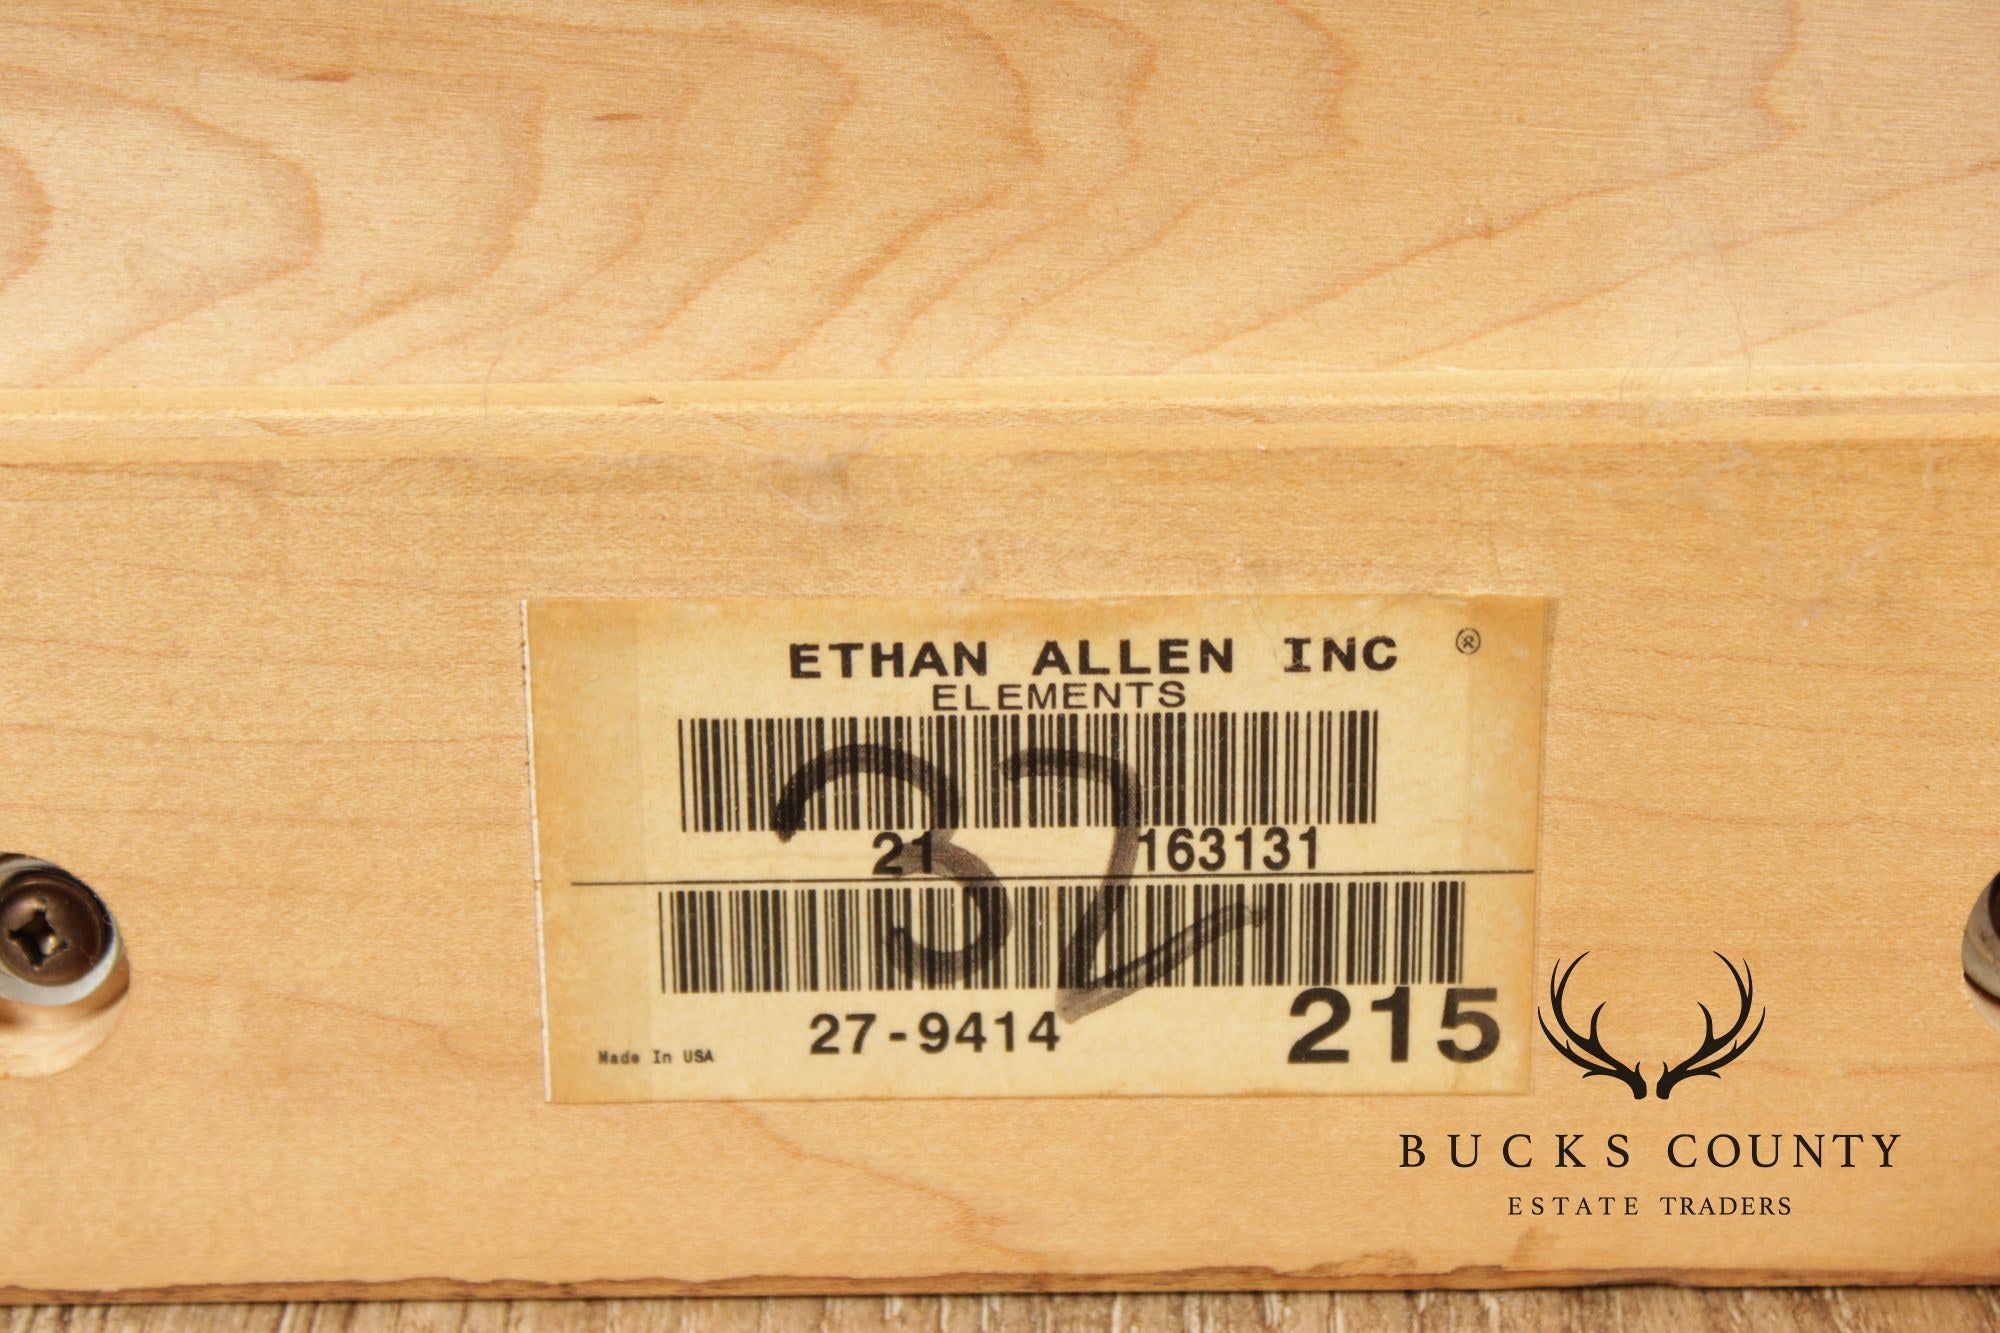 ETHAN ALLEN INC ®
ELEMENTS
32
21 163131
27-9414 215
Made In USA
BUCKS COUNTY
ESTATE TRADERS